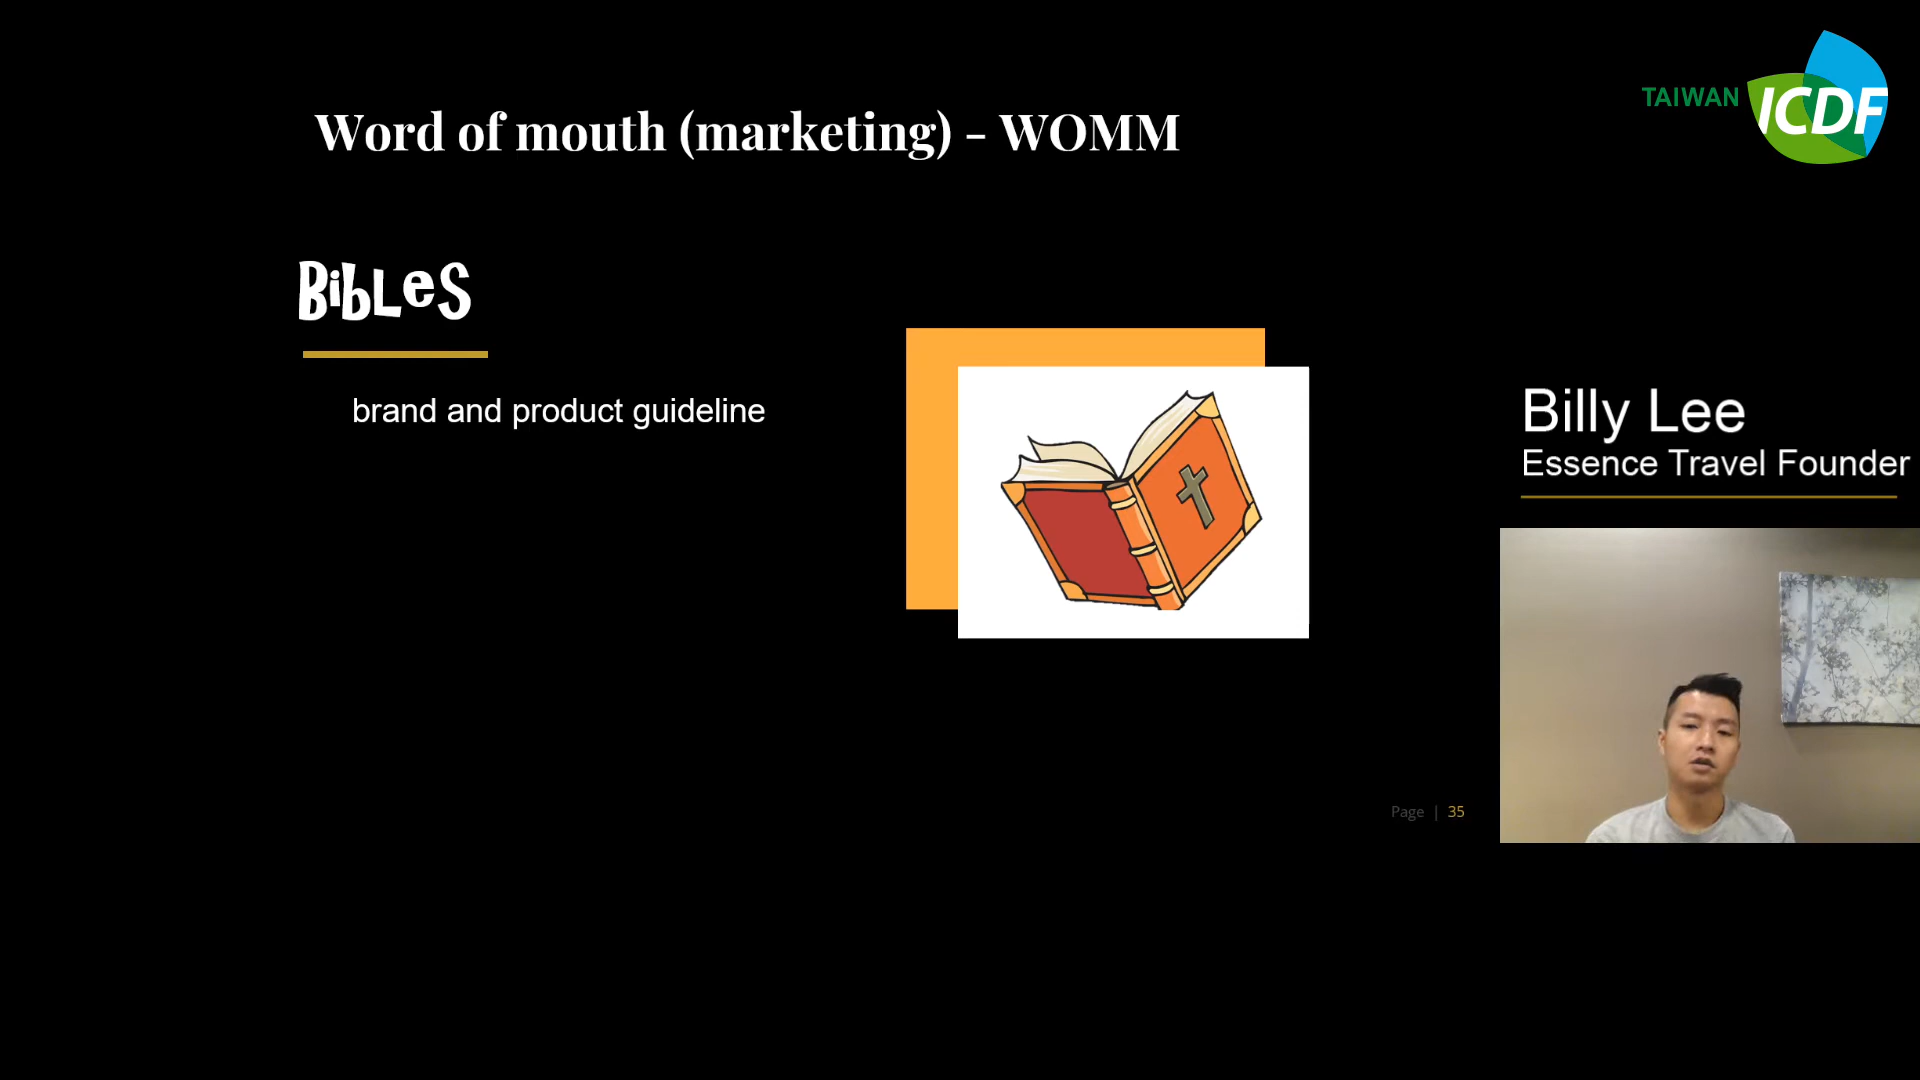 TAIWAN ICDF
Word of mouth (marketing) - WOMM
BibLes
brand and product guideline
Billy Lee
Essence Travel Founder
Page | 35